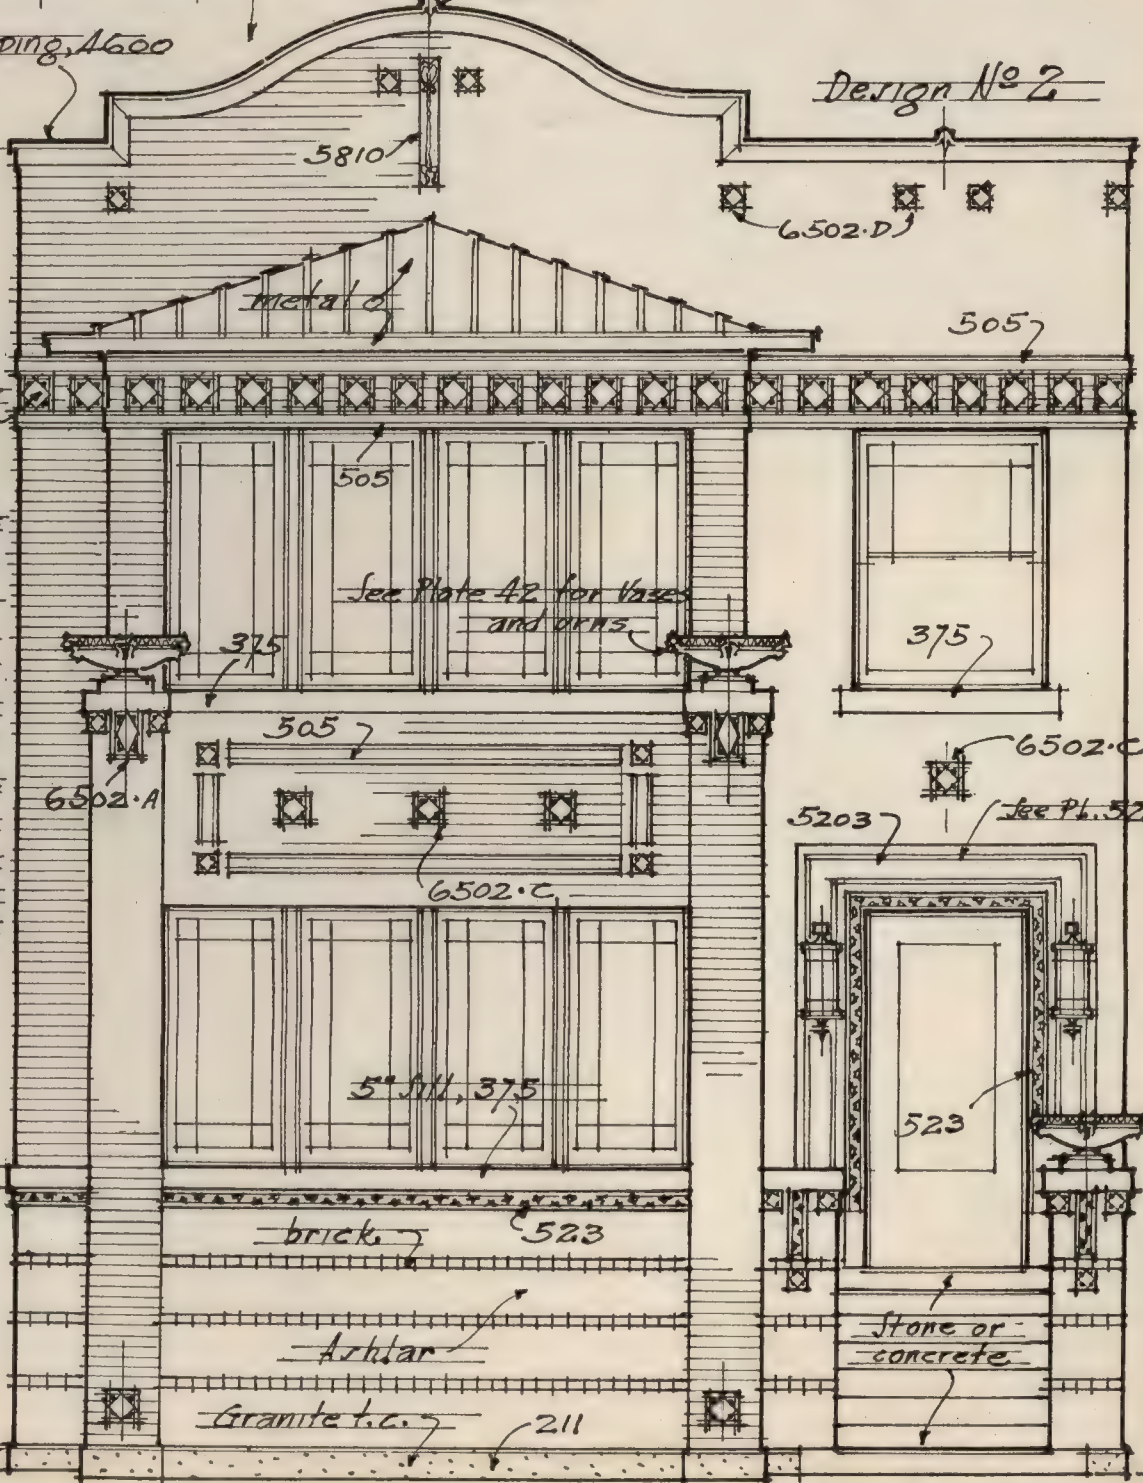 ping, A600
Design No 2
5810
6502·D
metal
505
505
See Plate 42 for Vases
and urns
375
375
505
6502·C
6502·A
5203
See Pl. 52
6502·C
5" sill, 375
523
523
brick
Ashlar
Stone or
concrete
Granite t.c.
211